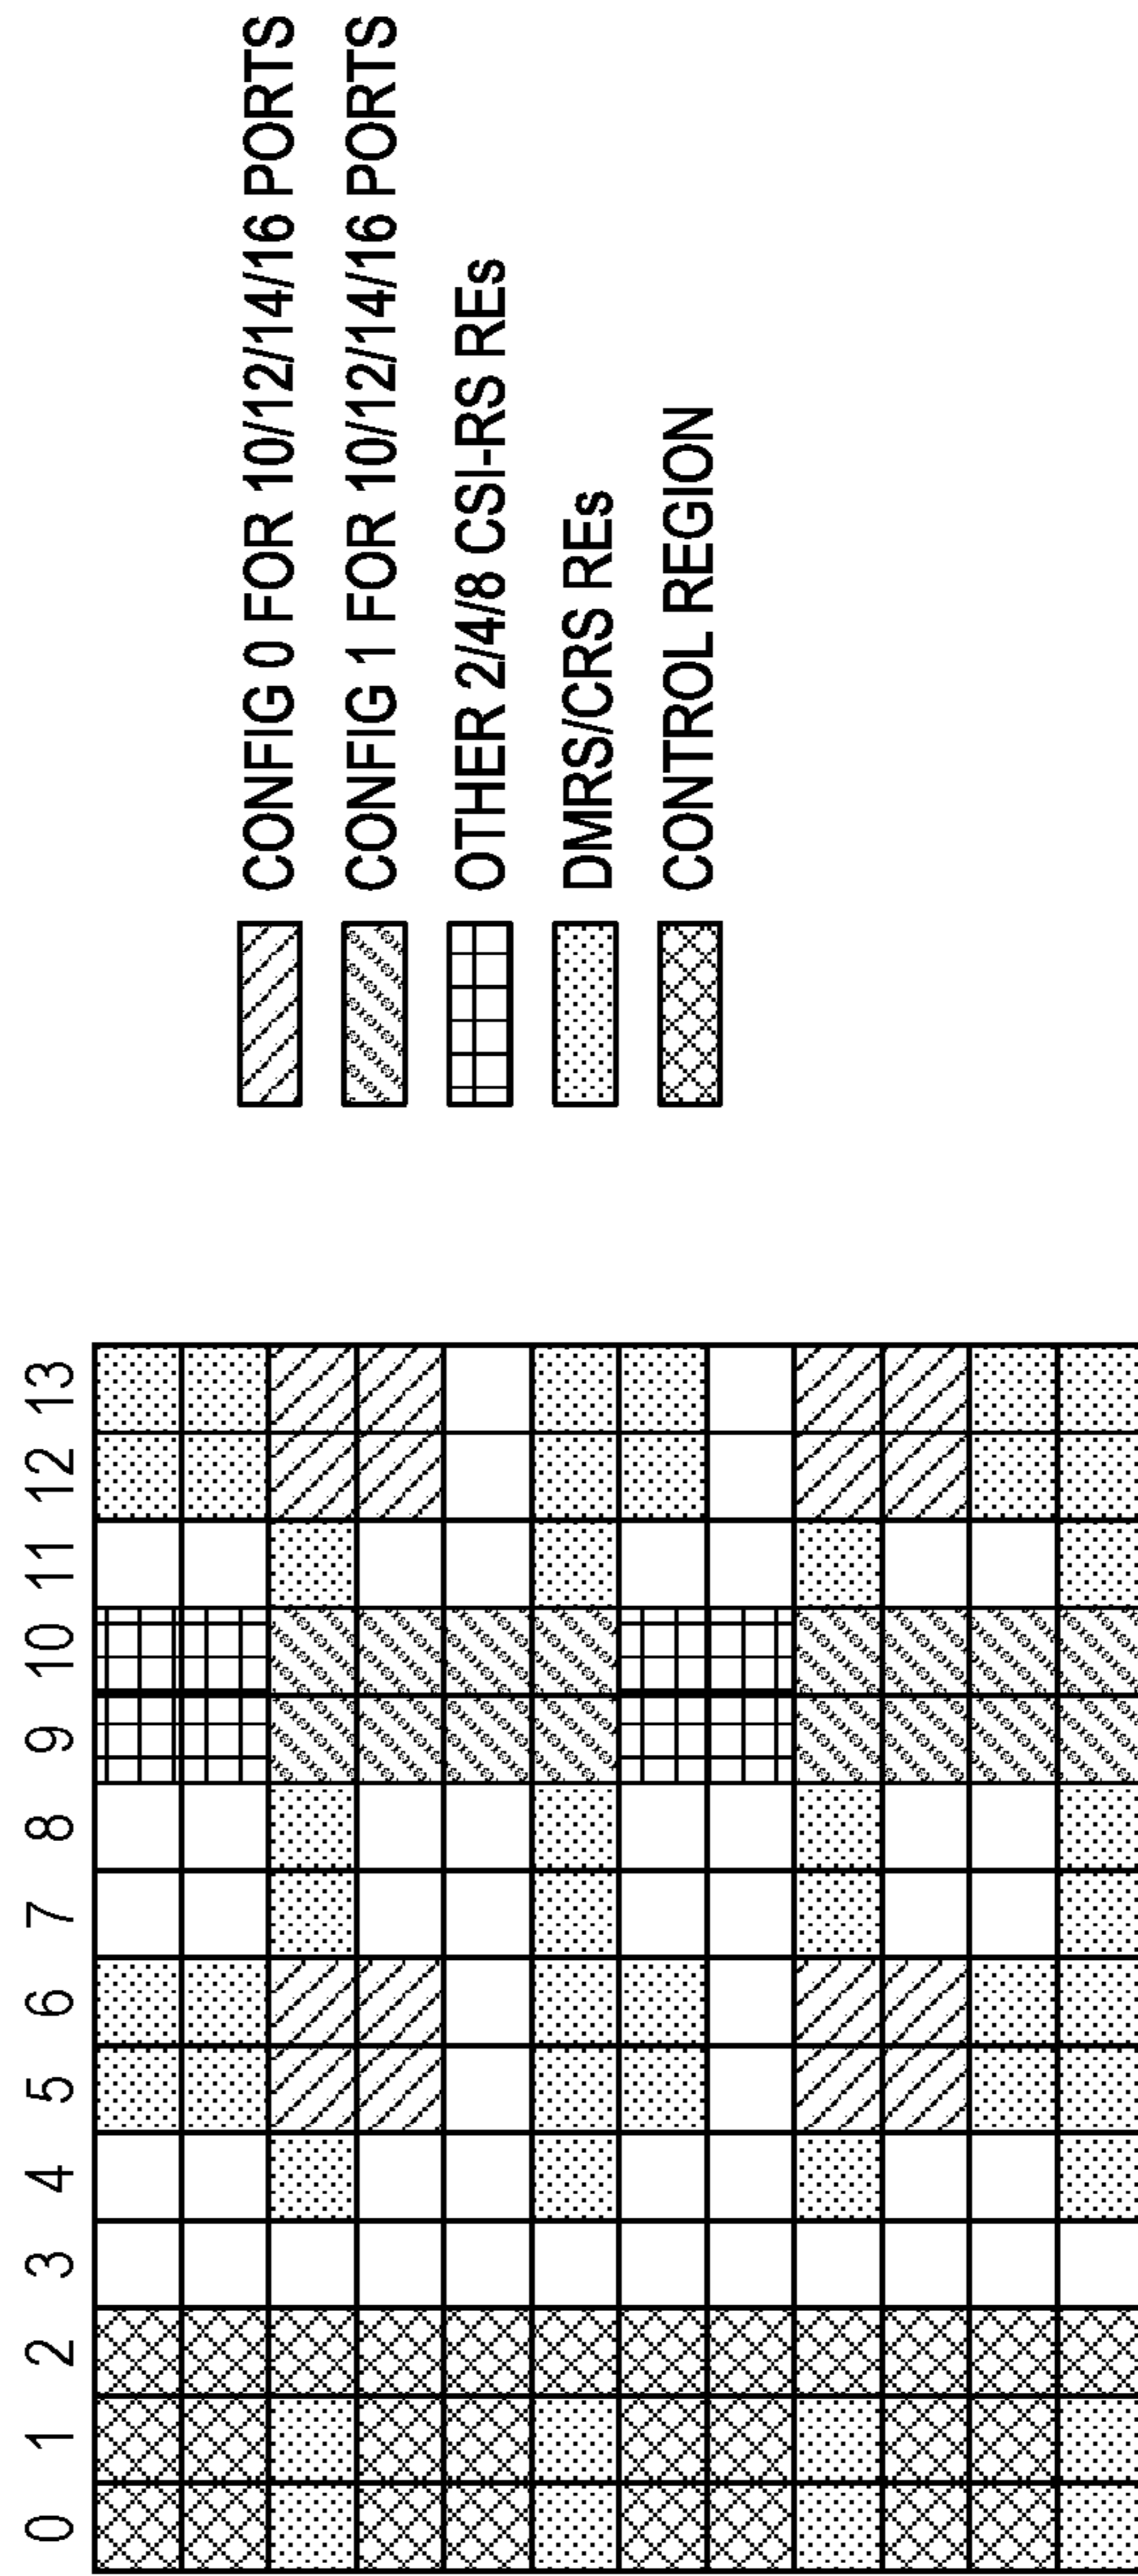 0 1 2 3 4 5 6 7 8 9 10 11 12 13
CONFIG 0 FOR 10/12/14/16 PORTS
CONFIG 1 FOR 10/12/14/16 PORTS
OTHER 2/4/8 CSI-RS REs
DMRS/CRS REs
CONTROL REGION